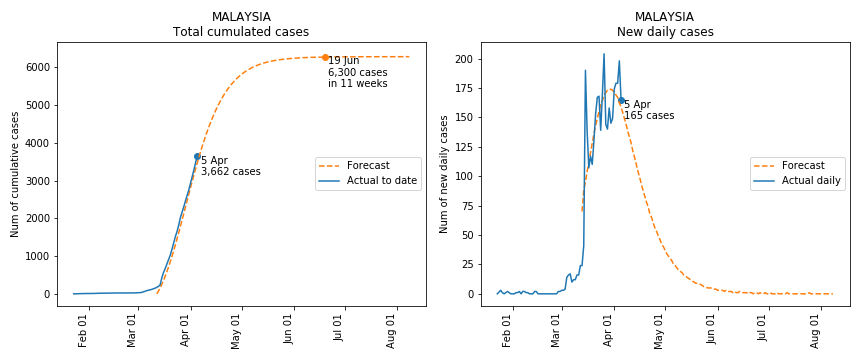 MALAYSIA
Total cumulated cases
Num of cumulative cases
6000
5000
4000
3000
2000
1000
0
19 Jun
6,300 cases
in 11 weeks
5 Apr
3,662 cases
Forecast
Actual to date
Feb 01
Mar 01
Apr 01
May 01
Jun 01
Jul 01
Aug 01
MALAYSIA
New daily cases
Num of new daily cases
200
175
150
125
100
75
50
25
0
5 Apr
165 cases
Forecast
Actual daily
Feb 01
Mar 01
Apr 01
May 01
Jun 01
Jul 01
Aug 01